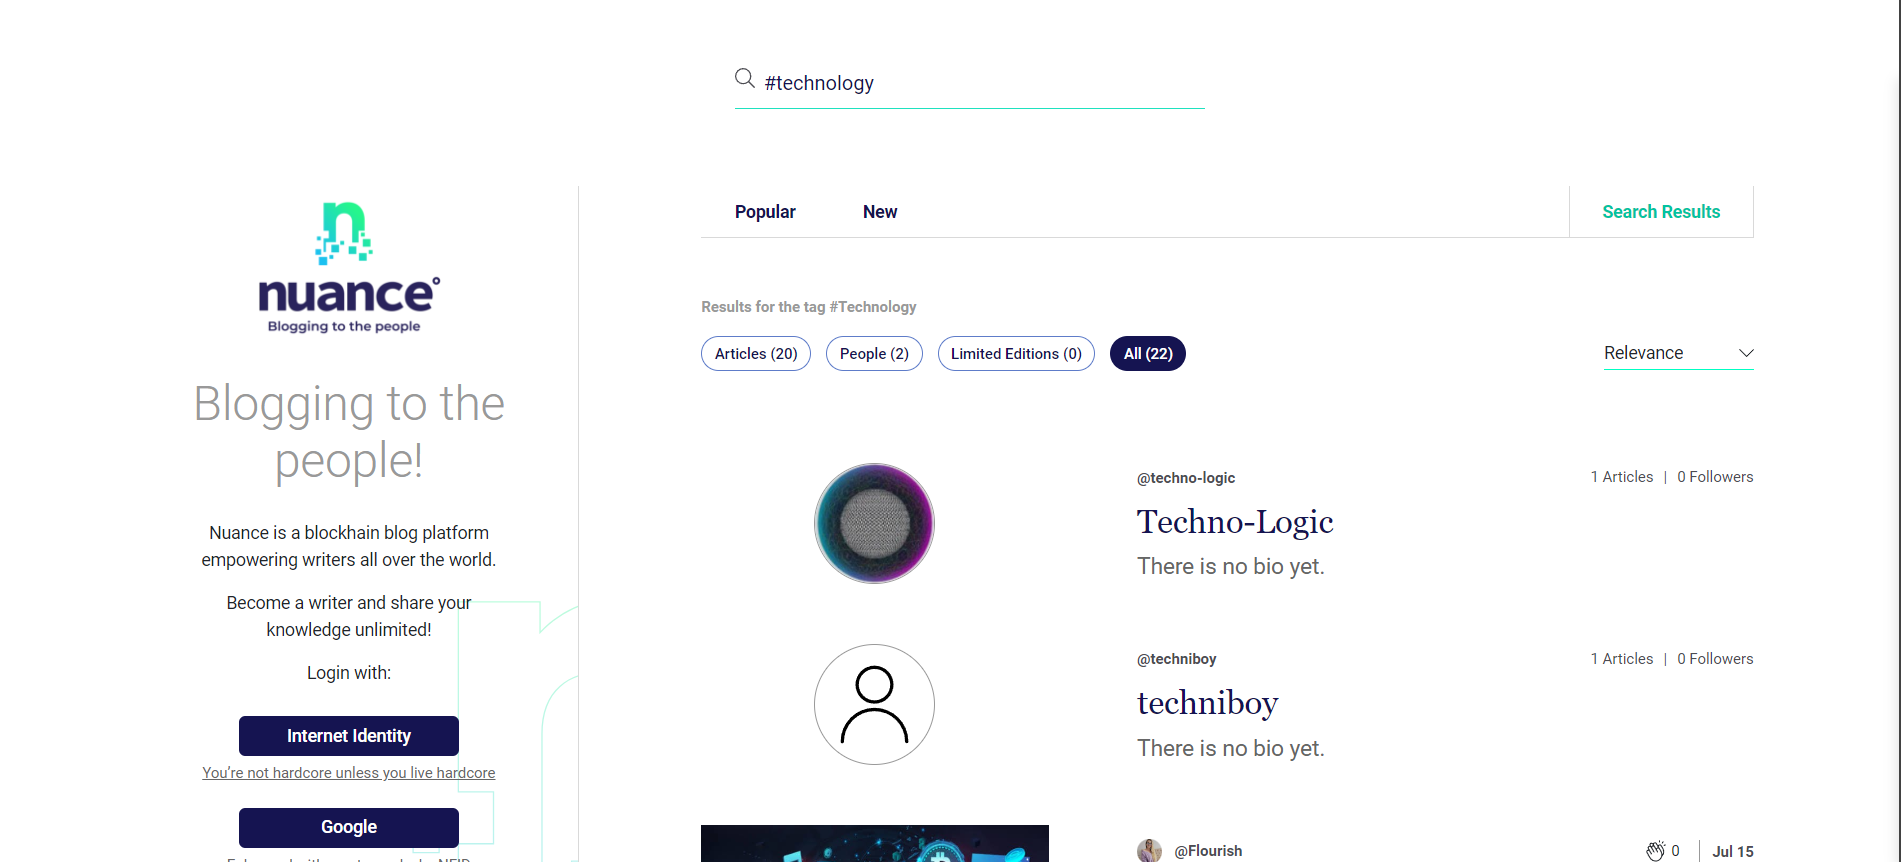 #technology
nuance
Blogging to the people
Blogging to the
people!
Nuance is a blockhain blog platform
empowering writers all over the world.
Become a writer and share your
knowledge unlimited!
Login with:
Internet Identity
You're not hardcore unless you live hardcore
Google
Popular
New
Search Results
Results for the tag #Technology
Articles (20)
People (2)
Limited Editions (0)
All (22)
Relevance
@techno-logic
1 Articles | 0 Followers
Techno-Logic
There is no bio yet.
@techniboy
1 Articles | 0 Followers
techniboy
There is no bio yet.
@Flourish
0
Jul 15